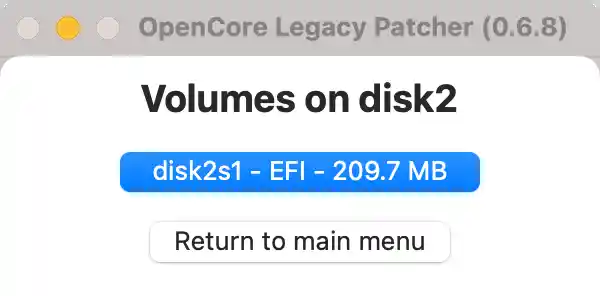 OpenCore Legacy Patcher (0.6.8)
Volumes on disk2
disk2s1 - EFI - 209.7 MB
Return to main menu